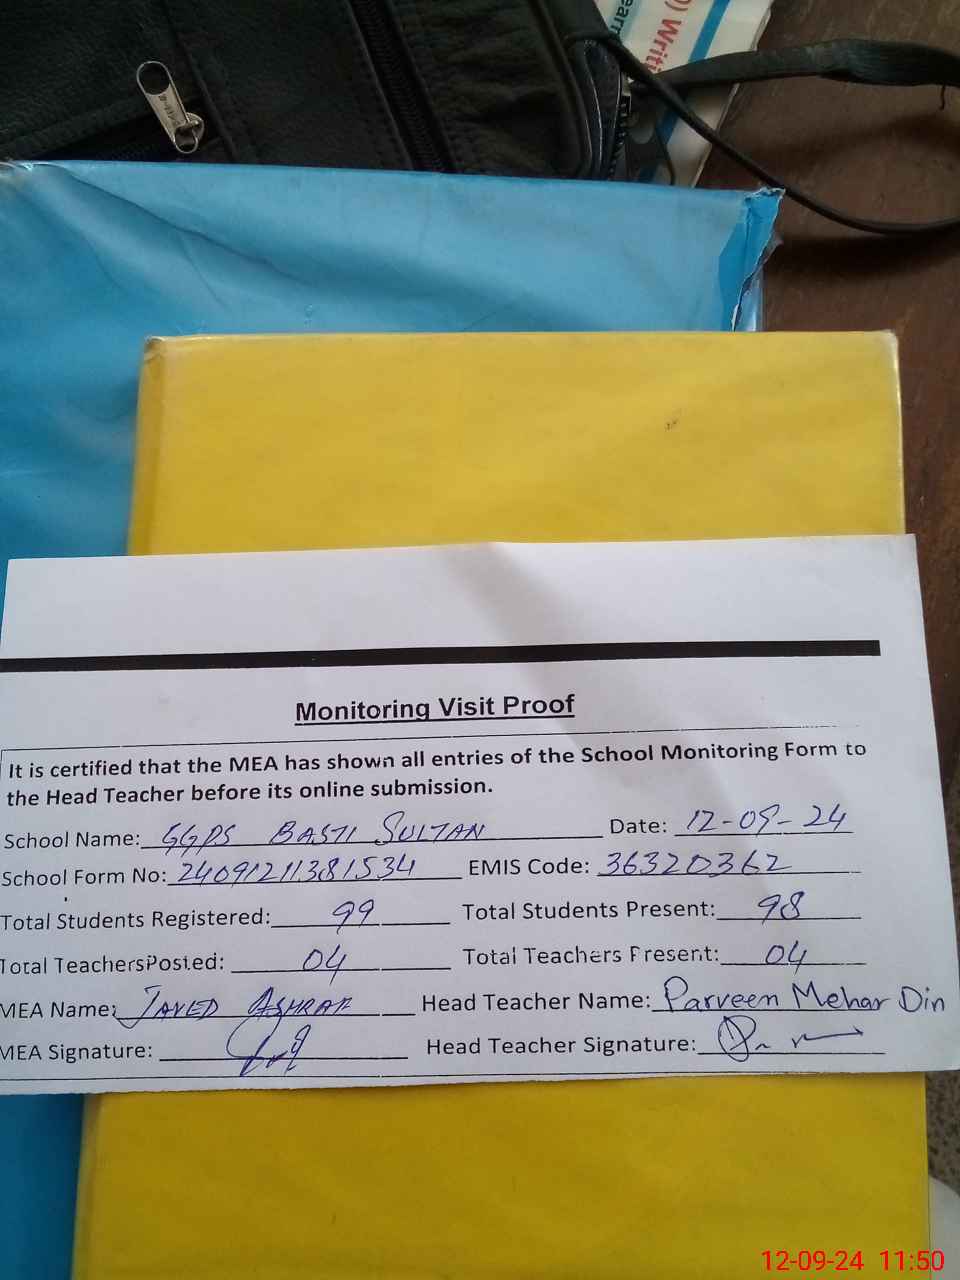 0) Writi
earn
Monitoring Visit Proof
It is certified that the MEA has shown all entries of the School Monitoring Form to
the Head Teacher before its online submission.
School Name: GGPS BASTI SULTAN Date: 12-09-24
School Form No: 24091211381534 EMIS Code: 36320362
Total Students Registered: 99 Total Students Present: 98
Total TeachersPosted: 04 Total Teachers Present: 04
MEA Name: JAVED ASHRAF Head Teacher Name: Parveen Mehar Din
MEA Signature: Head Teacher Signature:
12-09-24 11:50